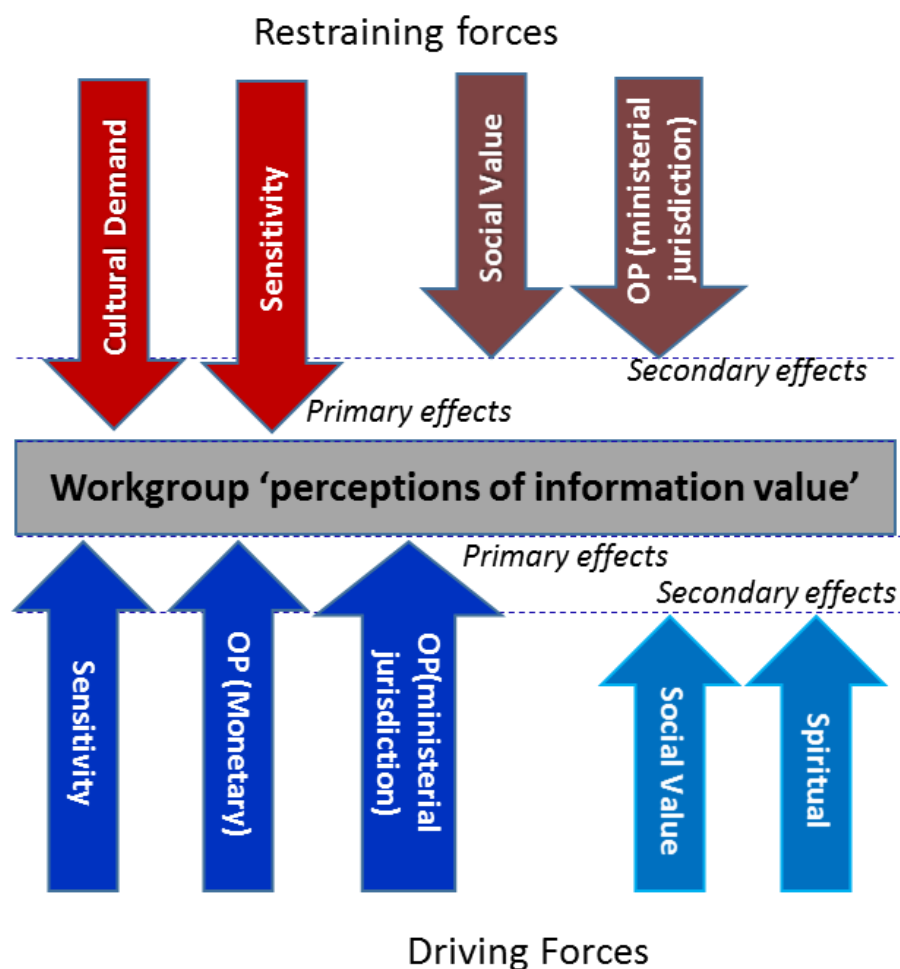 Restraining forces
Cultural Demand
Sensitivity
Social Value
OP (ministerial
jurisdiction)
Secondary effects
Primary effects
Workgroup ‘perceptions of information value’
Primary effects
Secondary effects
Sensitivity
OP (Monetary)
OP(ministerial
jurisdiction)
Social Value
Spiritual
Driving Forces